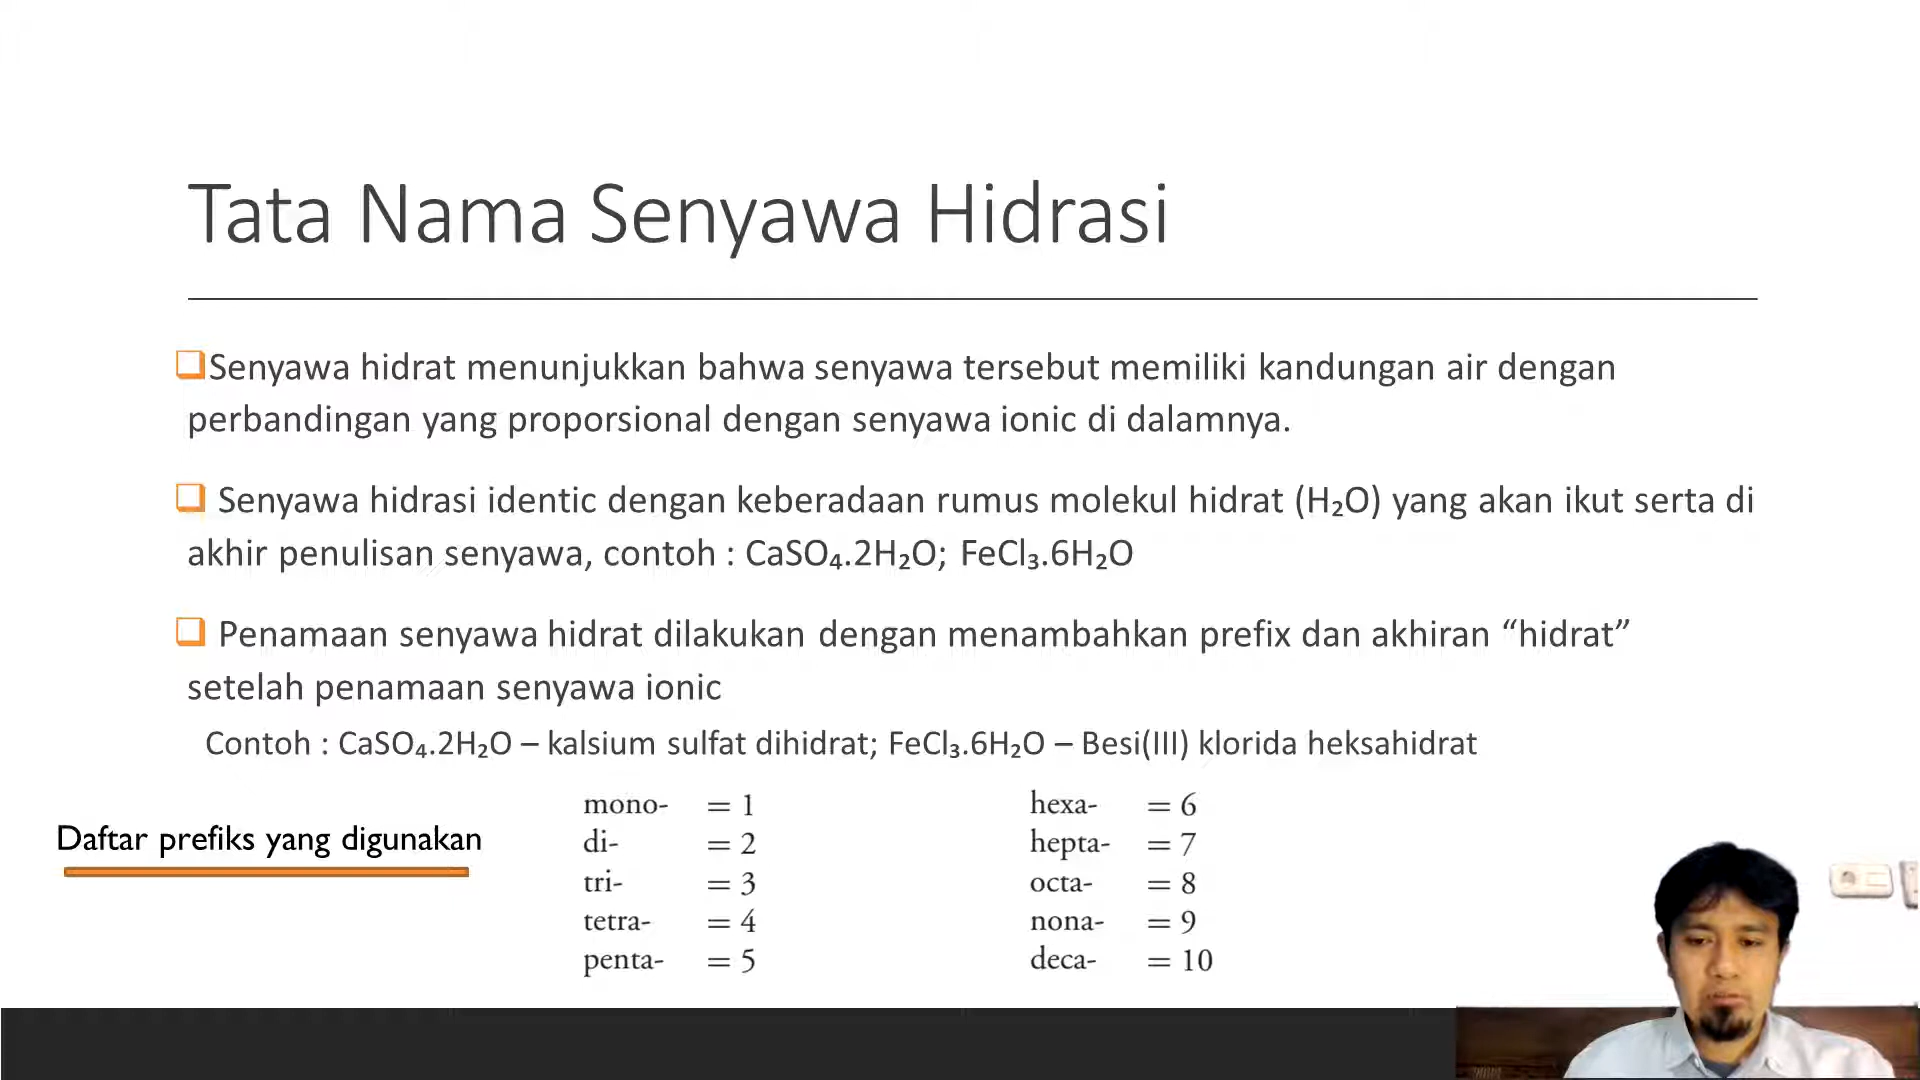 Tata Nama Senyawa Hidrasi
Senyawa hidrat menunjukkan bahwa senyawa tersebut memiliki kandungan air dengan
perbandingan yang proporsional dengan senyawa ionic di dalamnya.
Senyawa hidrasi identic dengan keberadaan rumus molekul hidrat (H₂O) yang akan ikut serta di
akhir penulisan senyawa, contoh : CaSO₄.2H₂O; FeCl₃.6H₂O
Penamaan senyawa hidrat dilakukan dengan menambahkan prefix dan akhiran “hidrat”
setelah penamaan senyawa ionic
Contoh : CaSO₄.2H₂O – kalsium sulfat dihidrat; FeCl₃.6H₂O – Besi(III) klorida heksahidrat
Daftar prefiks yang digunakan
mono- = 1
di- = 2
tri- = 3
tetra- = 4
penta- = 5
hexa- = 6
hepta- = 7
octa- = 8
nona- = 9
deca- = 10